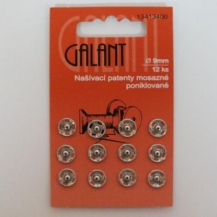 GALANT
Ø 9mm
12 ks
Našívací patenty mosazné
poniklované